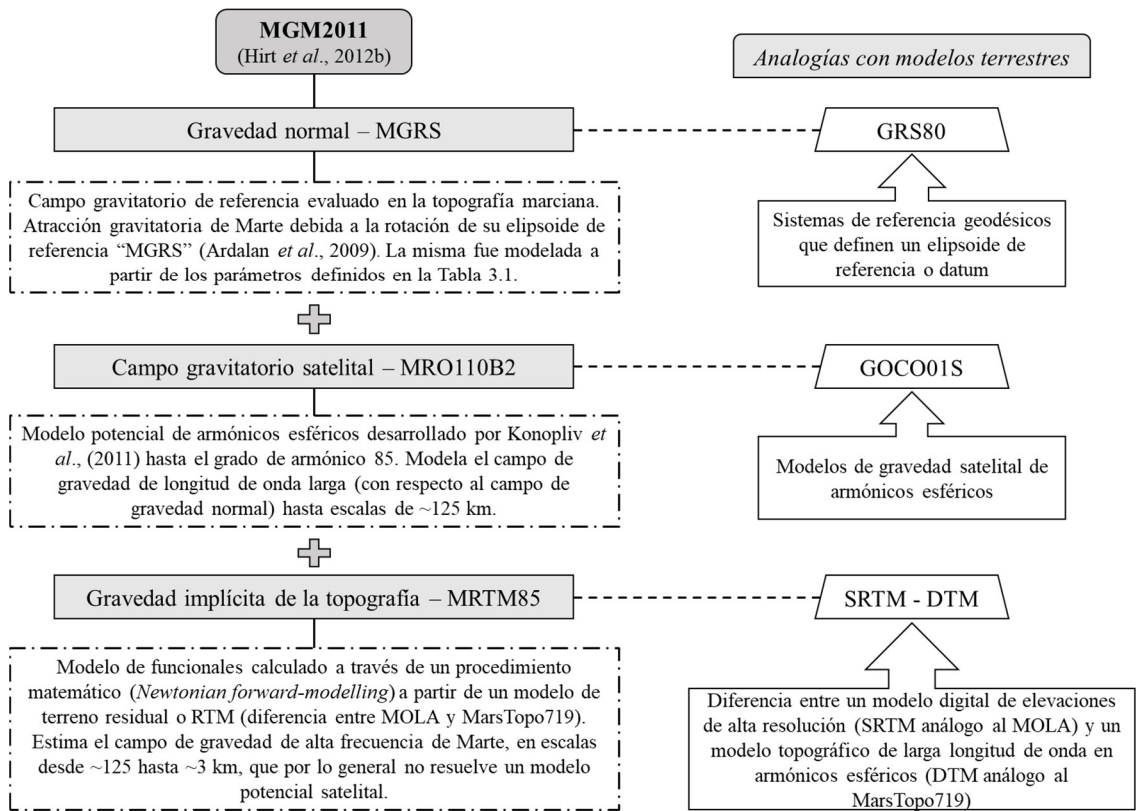 MGM2011
(Hirt et al., 2012b)
Analogías con modelos terrestres
Gravedad normal – MGRS
GRS80
Campo gravitatorio de referencia evaluado en la topografía marciana.
Atracción gravitatoria de Marte debida a la rotación de su elipsoide de
referencia “MGRS” (Ardalan et al., 2009). La misma fue modelada a
partir de los parámetros definidos en la Tabla 3.1.
Sistemas de referencia geodésicos
que definen un elipsoide de
referencia o datum
Campo gravitatorio satelital – MRO110B2
GOCO01S
Modelo potencial de armónicos esféricos desarrollado por Konopliv et
al., (2011) hasta el grado de armónico 85. Modela el campo de
gravedad de longitud de onda larga (con respecto al campo de
gravedad normal) hasta escalas de ~125 km.
Modelos de gravedad satelital de
armónicos esféricos
Gravedad implícita de la topografía – MRTM85
SRTM - DTM
Modelo de funcionales calculado a través de un procedimiento
matemático (Newtonian forward-modelling) a partir de un modelo de
terreno residual o RTM (diferencia entre MOLA y MarsTopo719).
Estima el campo de gravedad de alta frecuencia de Marte, en escalas
desde ~125 hasta ~3 km, que por lo general no resuelve un modelo
potencial satelital.
Diferencia entre un modelo digital de elevaciones
de alta resolución (SRTM análogo al MOLA) y un
modelo topográfico de larga longitud de onda en
armónicos esféricos (DTM análogo al
MarsTopo719)